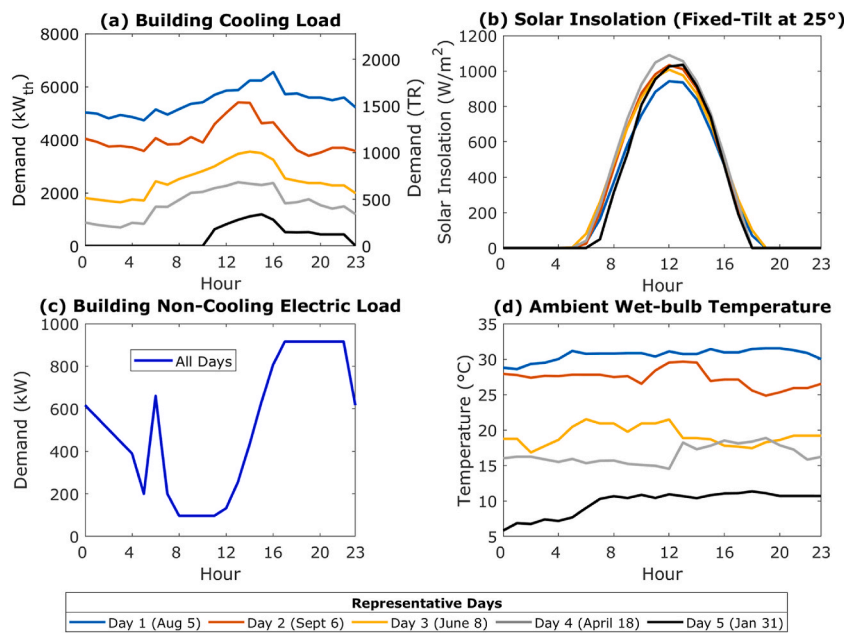 (a) Building Cooling Load
8000
6000
4000
2000
0
Demand (kWth)
2000
1500
1000
500
0
Demand (TR)
0 4 8 12 16 20 23
Hour
(b) Solar Insolation (Fixed-Tilt at 25°)
1200
1000
800
600
400
200
0
Solar Insolation (W/m²)
0 4 8 12 16 20 23
Hour
(c) Building Non-Cooling Electric Load
1000
800
600
400
200
0
Demand (kW)
All Days
0 4 8 12 16 20 23
Hour
(d) Ambient Wet-bulb Temperature
35
30
25
20
15
10
5
Temperature (°C)
0 4 8 12 16 20 23
Hour
Representative Days
Day 1 (Aug 5) Day 2 (Sept 6) Day 3 (June 8) Day 4 (April 18) Day 5 (Jan 31)